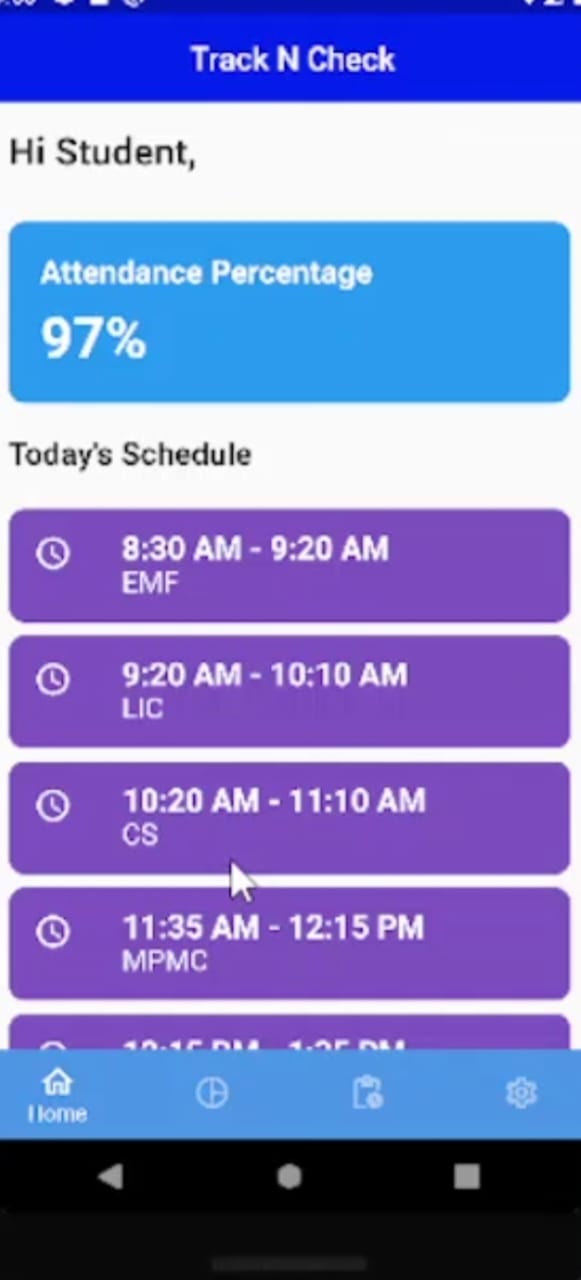 Track N Check
Hi Student,
Attendance Percentage
97%
Today's Schedule
8:30 AM - 9:20 AM
EMF
9:20 AM - 10:10 AM
LIC
10:20 AM - 11:10 AM
CS
11:35 AM - 12:15 PM
MPMC
Home